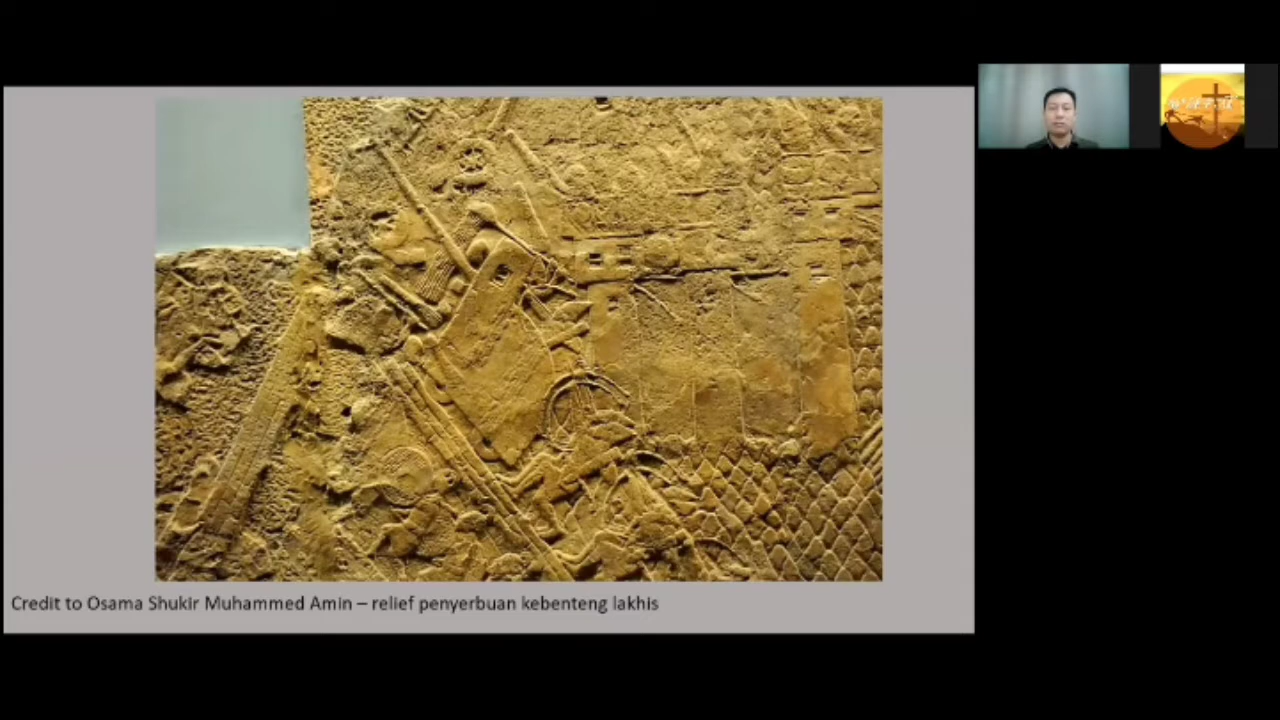 Credit to Osama Shukir Muhammed Amin – relief penyerbuan kebenteng lakhis